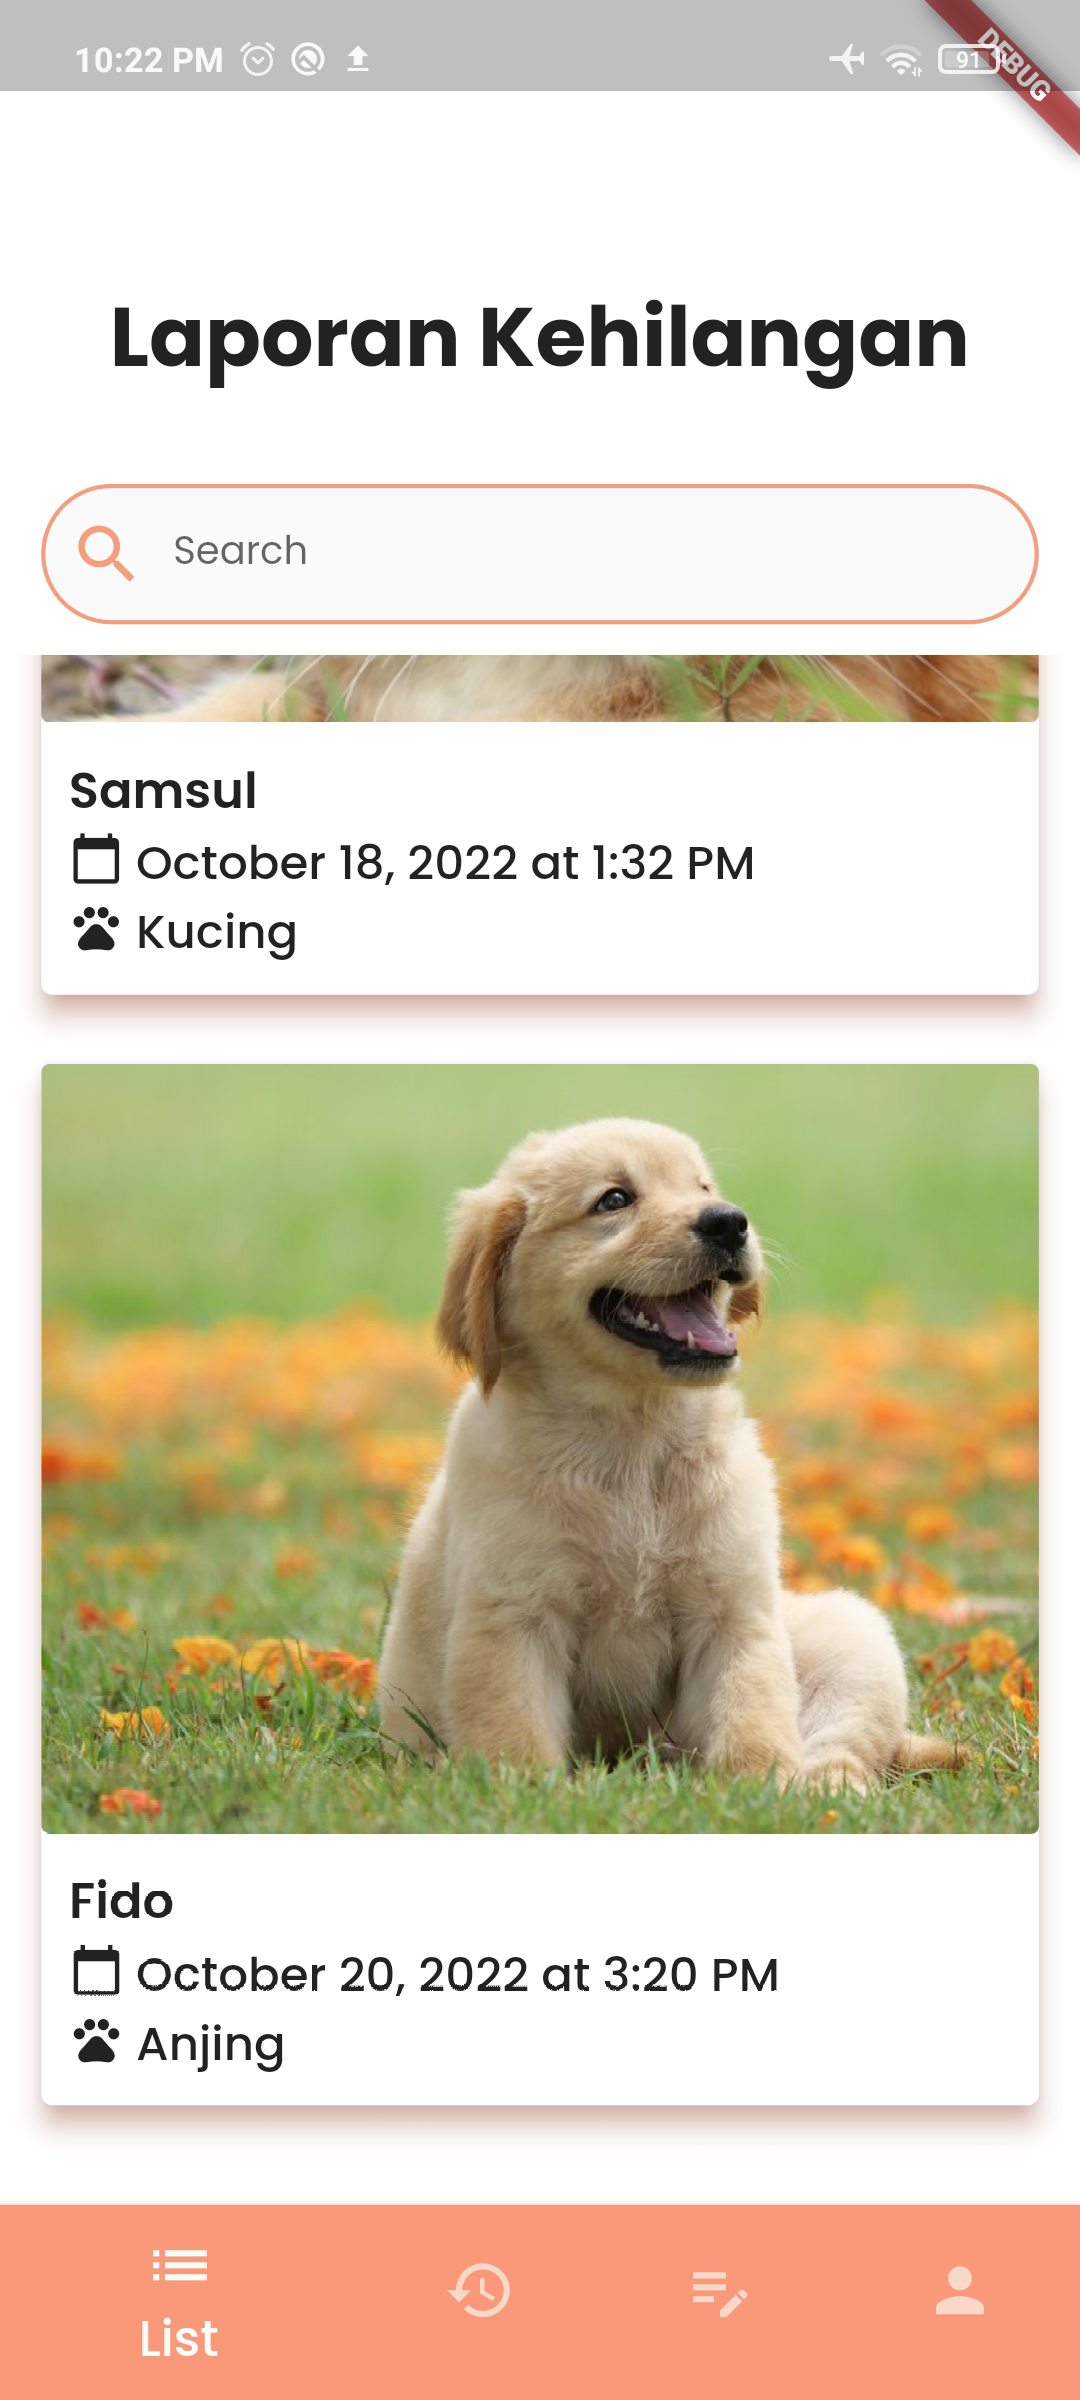 10:22 PM
91
DEBUG
Laporan Kehilangan
Search
Samsul
October 18, 2022 at 1:32 PM
Kucing
Fido
October 20, 2022 at 3:20 PM
Anjing
List